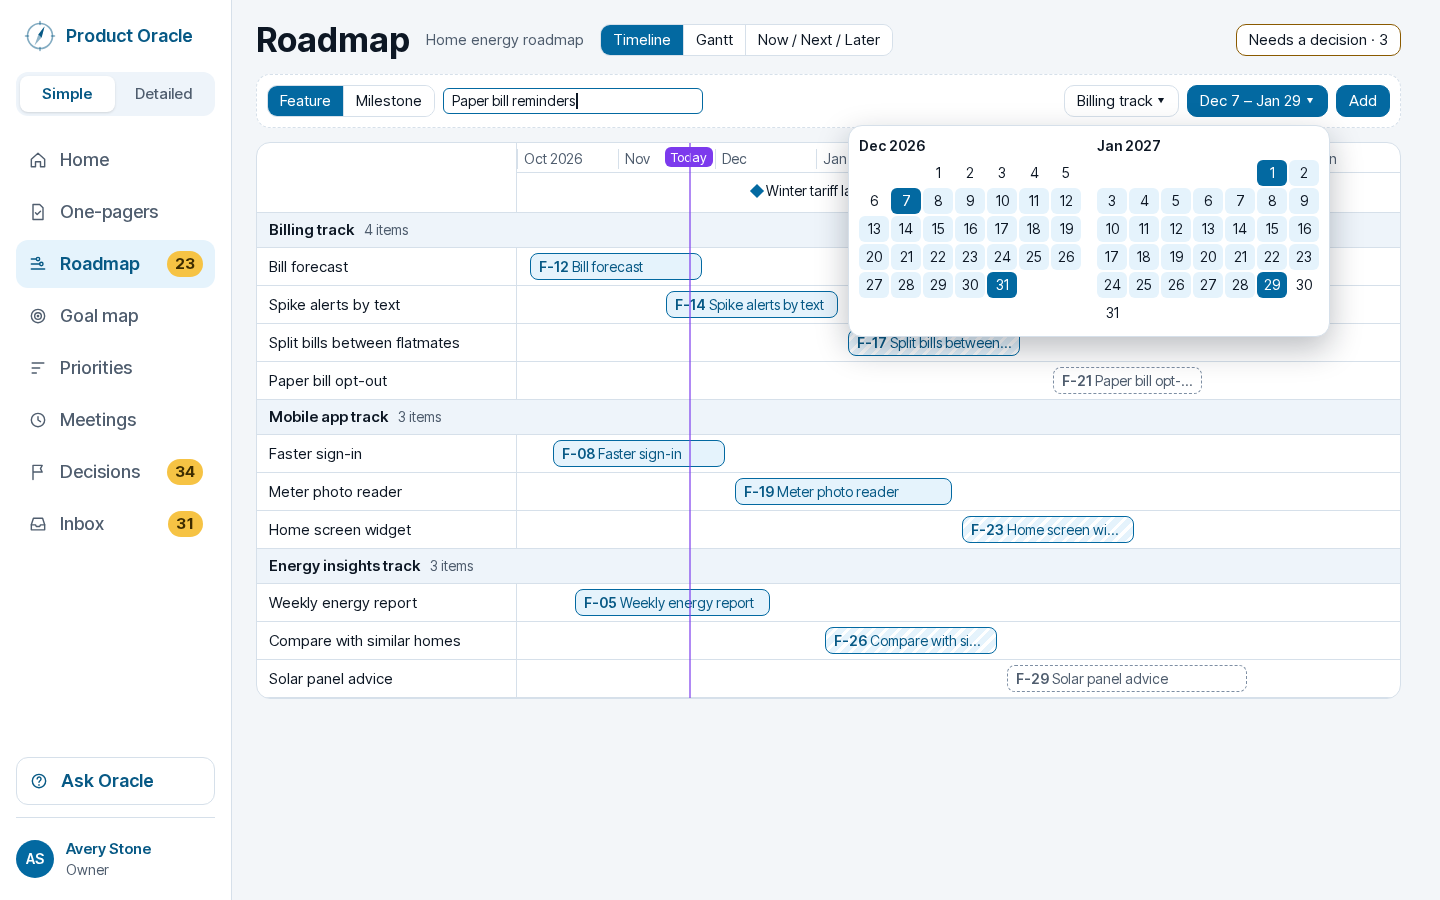 Product Oracle
Simple Detailed
Home
One-pagers
Roadmap 23
Goal map
Priorities
Meetings
Decisions 34
Inbox 31
Ask Oracle
AS Avery Stone
Owner
Roadmap Home energy roadmap Timeline Gantt Now / Next / Later Needs a decision · 3
Feature Milestone Paper bill reminders Billing track Dec 7 – Jan 29 Add
Oct 2026 Nov Today Dec Jan
Winter tariff
Dec 2026
1 2 3 4 5
6 7 8 9 10 11 12
13 14 15 16 17 18 19
20 21 22 23 24 25 26
27 28 29 30 31
Jan 2027
1 2
3 4 5 6 7 8 9
10 11 12 13 14 15 16
17 18 19 20 21 22 23
24 25 26 27 28 29 30
31
Billing track 4 items
Bill forecast F-12 Bill forecast
Spike alerts by text F-14 Spike alerts by text
Split bills between flatmates F-17 Split bills between...
Paper bill opt-out F-21 Paper bill opt-...
Mobile app track 3 items
Faster sign-in F-08 Faster sign-in
Meter photo reader F-19 Meter photo reader
Home screen widget F-23 Home screen wi...
Energy insights track 3 items
Weekly energy report F-05 Weekly energy report
Compare with similar homes F-26 Compare with si...
Solar panel advice F-29 Solar panel advice